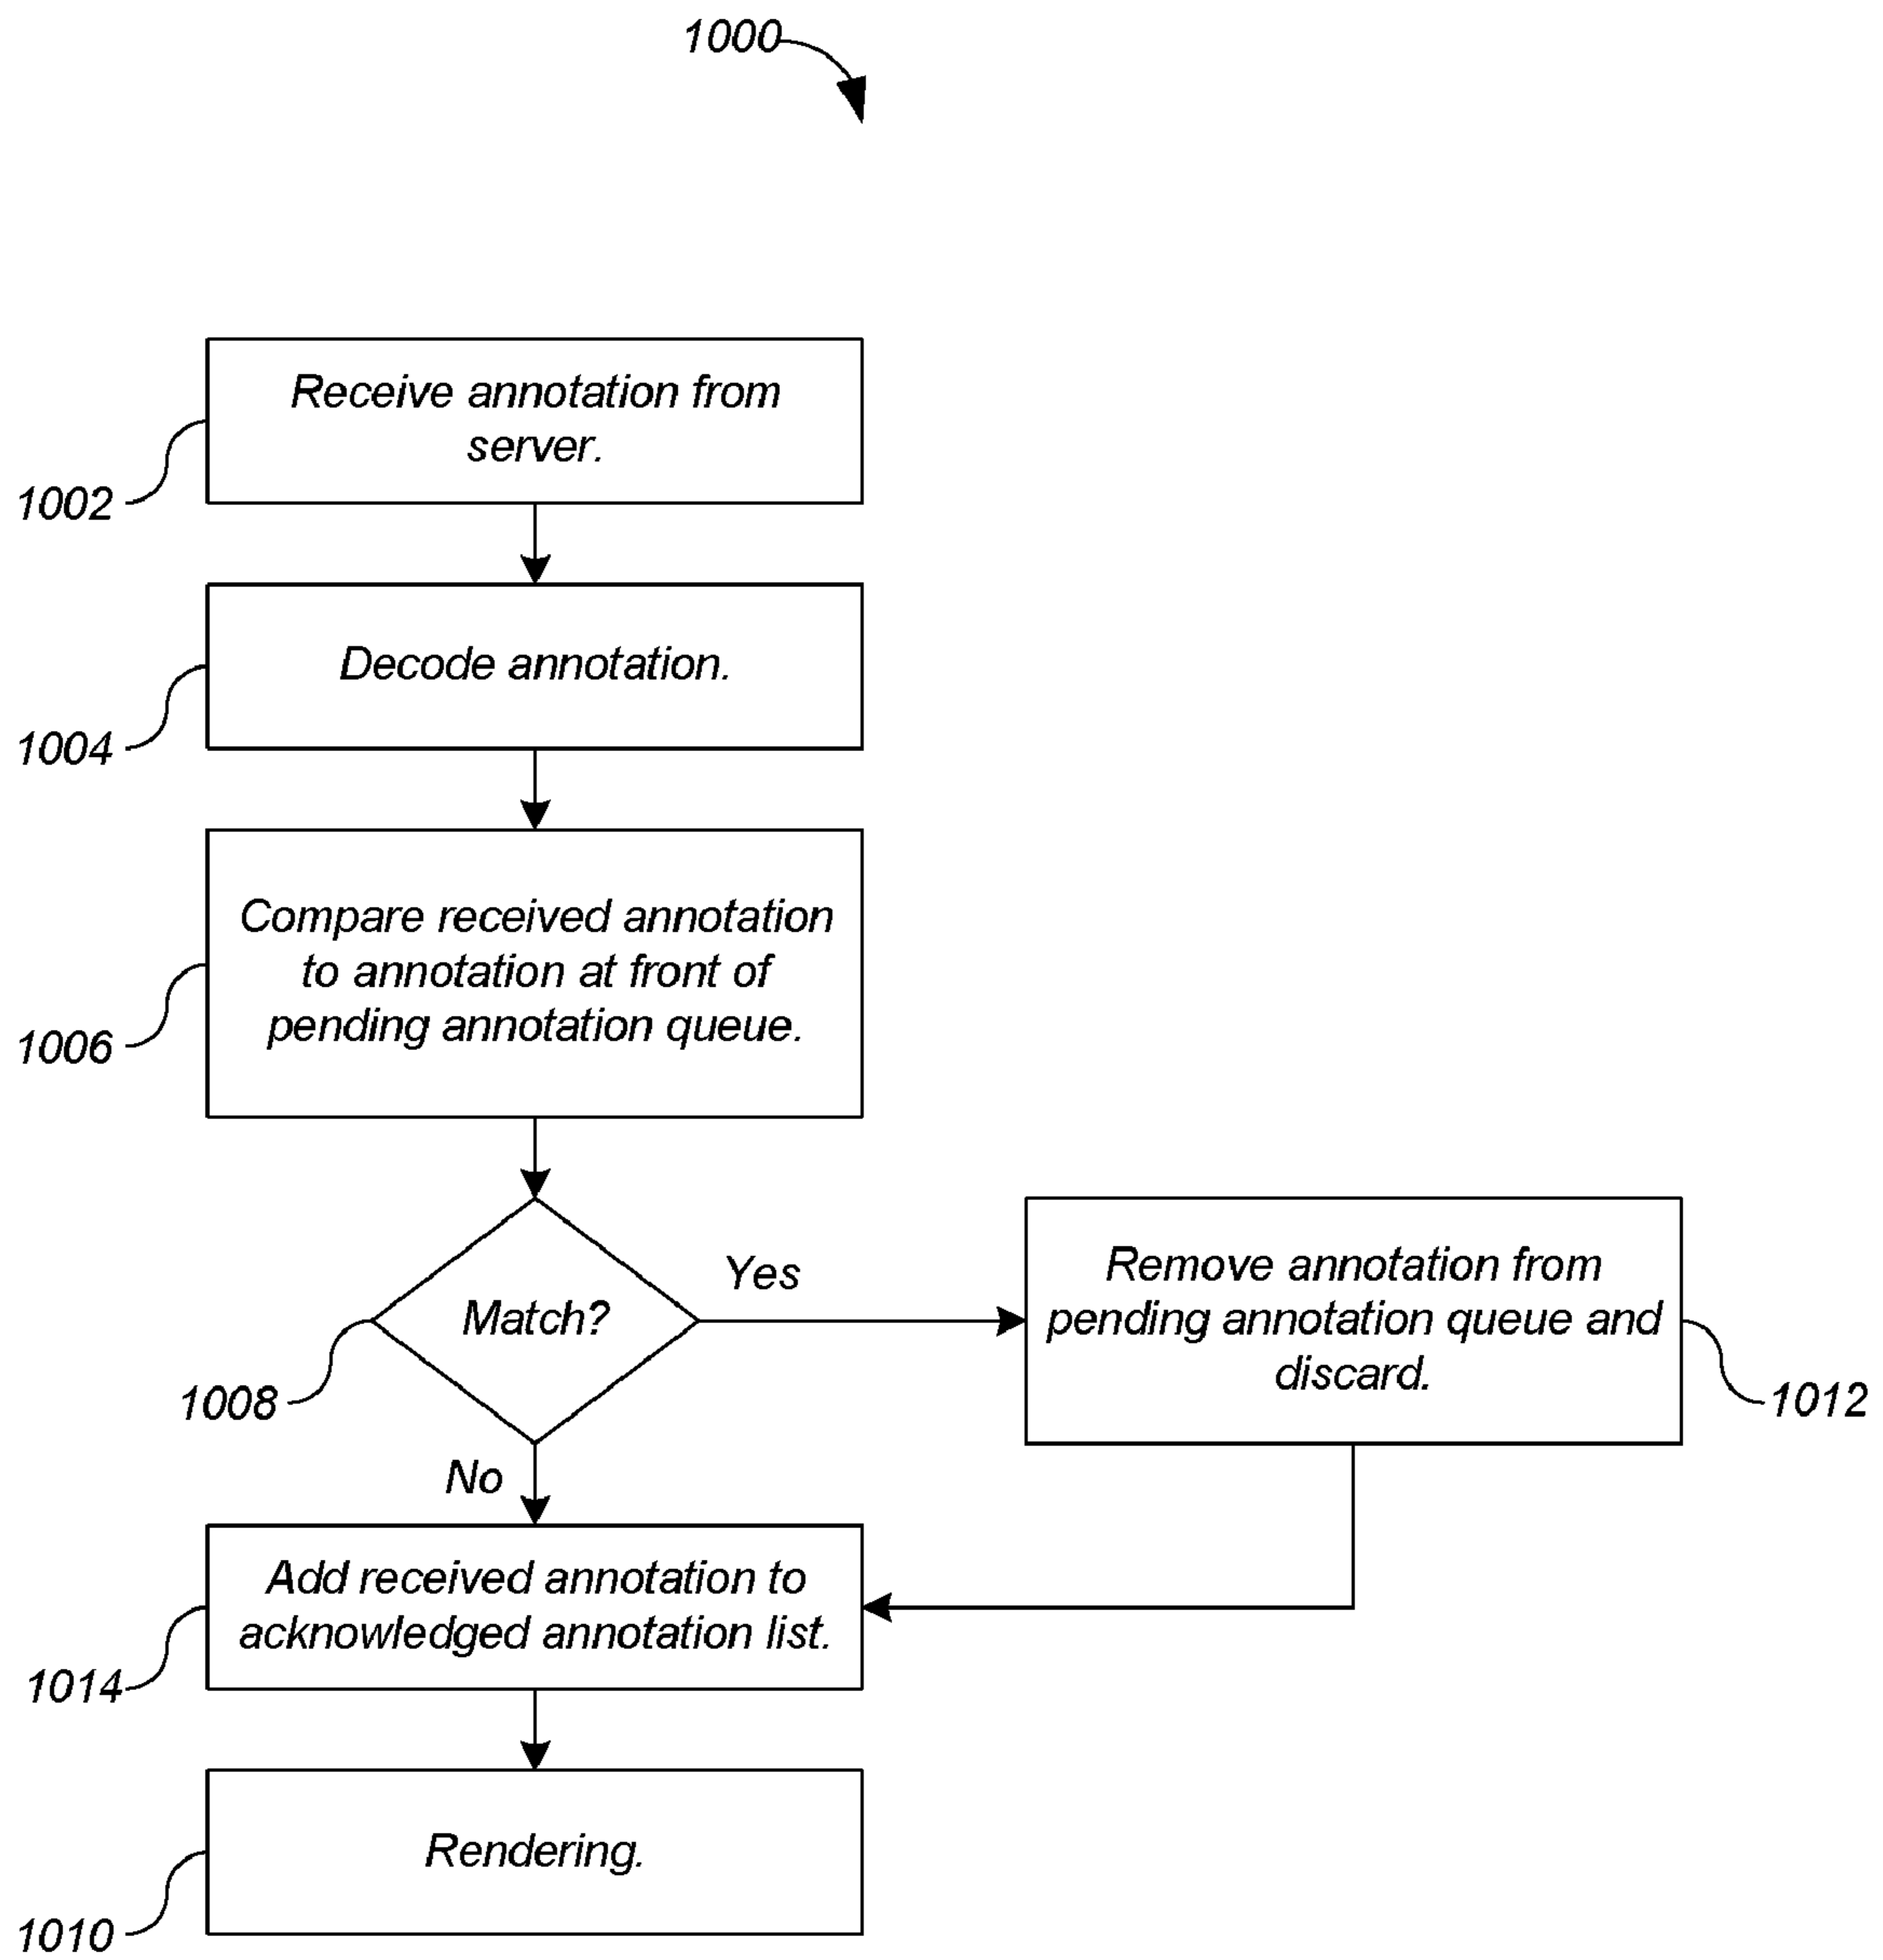 1000
Receive annotation from
server.
1002
Decode annotation.
1004
Compare received annotation
to annotation at front of
pending annotation queue.
1006
Match?
Yes
1008
No
Remove annotation from
pending annotation queue and
discard.
1012
Add received annotation to
acknowledged annotation list.
1014
Rendering.
1010